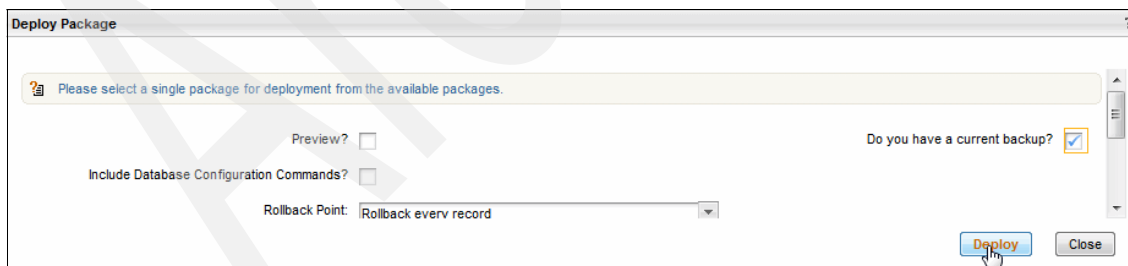 Deploy Package
?
Please select a single package for deployment from the available packages.
Preview?
Do you have a current backup?
Include Database Configuration Commands?
Rollback Point:
Rollback every record
Deploy
Close